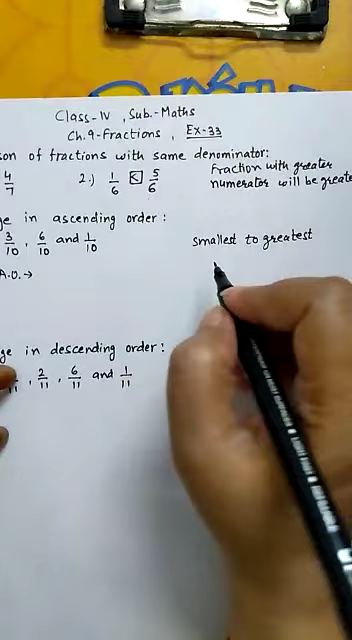 Class-IV, Sub.-Maths
Ch.9-Fractions, Ex-33
son of fractions with same denominator:
4/7 2.) 1/6 < 5/6 Fraction with greater
numerator will be greate
ge in ascending order:
3/10, 6/10 and 1/10 smallest to greatest
A.O.→
ge in descending order:
, 2/11, 6/11 and 1/11